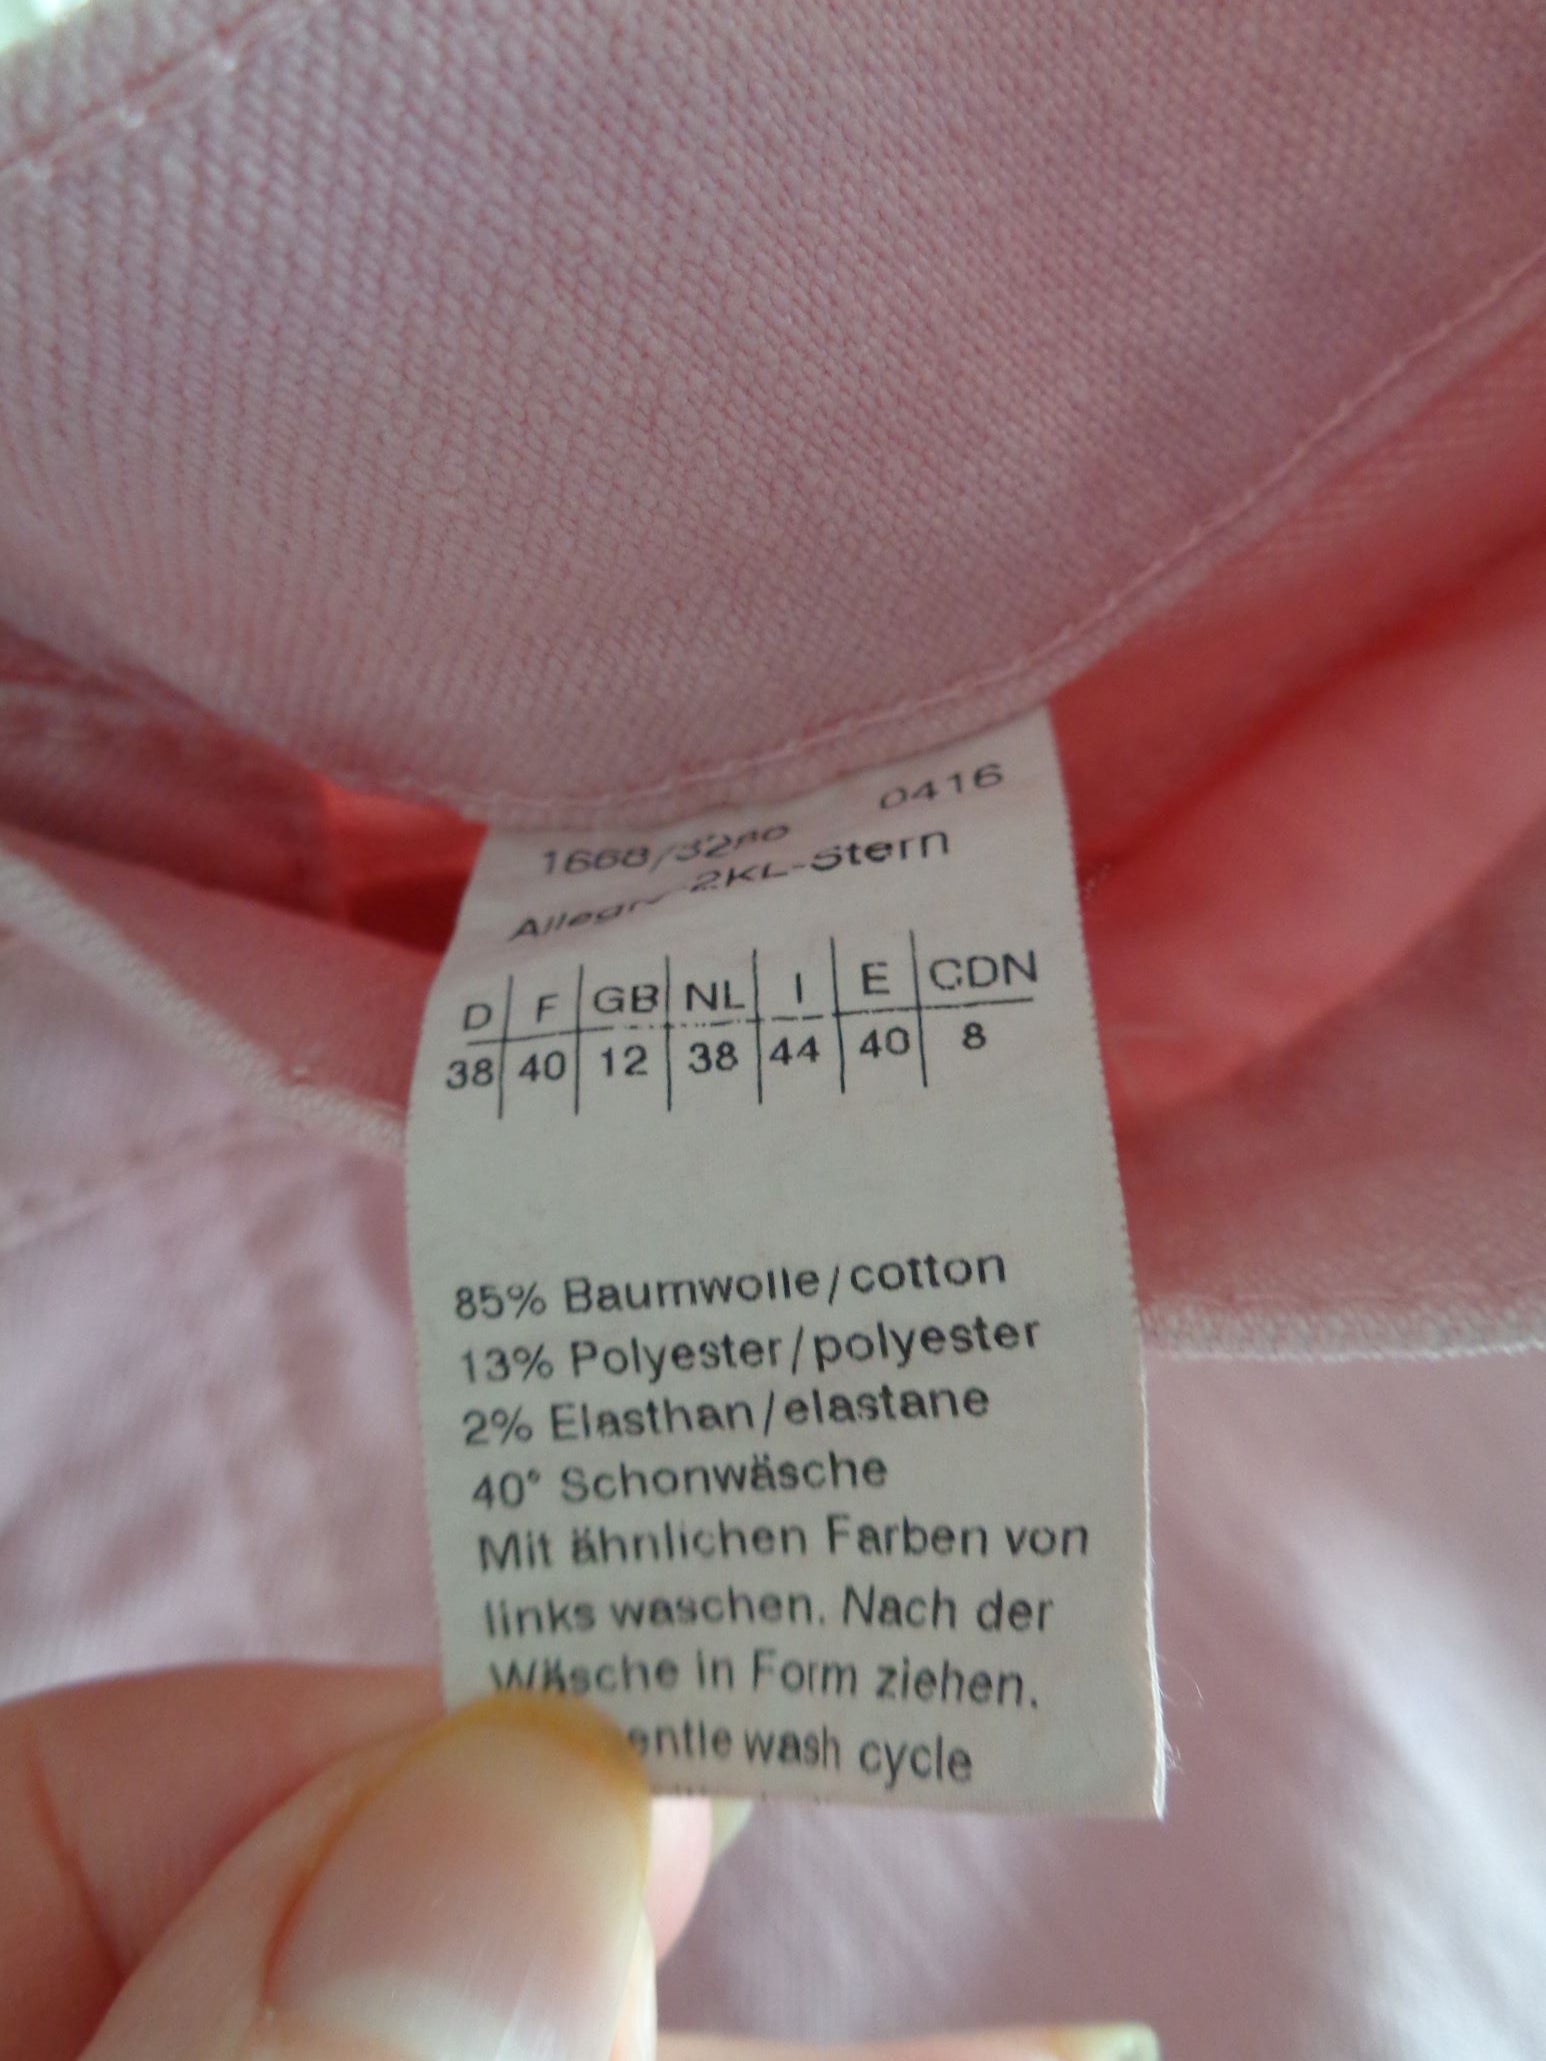 0416
1668/3280
2KL-Stern
D F GB NL I E CDN
38 40 12 38 44 40 8
85% Baumwolle/cotton
13% Polyester/polyester
2% Elasthan/elastane
40° Schonwäsche
Mit ähnlichen Farben von
links waschen. Nach der
Wäsche in Form ziehen.
wash cycle